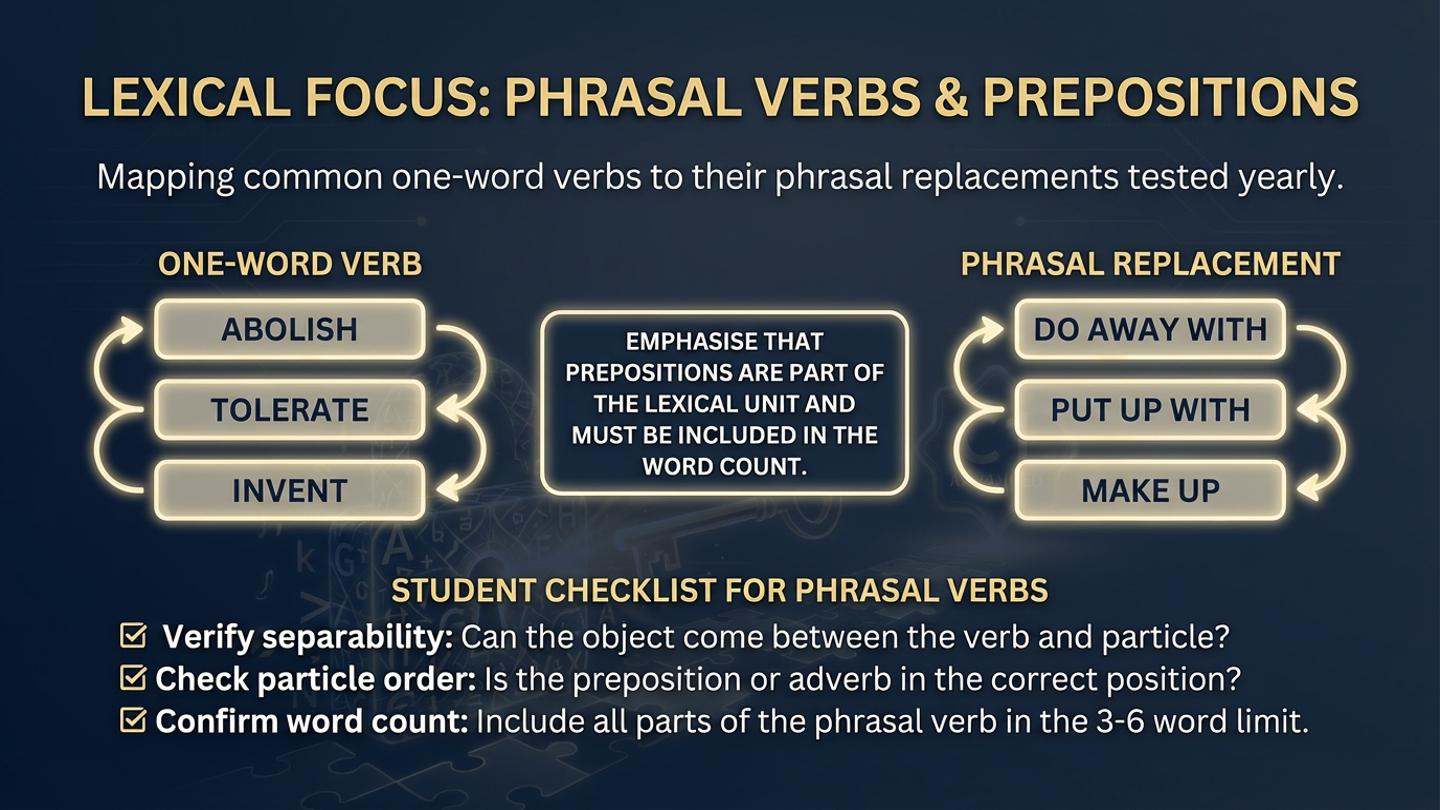 LEXICAL FOCUS: PHRASAL VERBS & PREPOSITIONS
Mapping common one-word verbs to their phrasal replacements tested yearly.
ONE-WORD VERB
ABOLISH
TOLERATE
INVENT
EMPHASISE THAT
PREPOSITIONS ARE PART OF
THE LEXICAL UNIT AND
MUST BE INCLUDED IN THE
WORD COUNT.
PHRASAL REPLACEMENT
DO AWAY WITH
PUT UP WITH
MAKE UP
STUDENT CHECKLIST FOR PHRASAL VERBS
Verify separability: Can the object come between the verb and particle?
Check particle order: Is the preposition or adverb in the correct position?
Confirm word count: Include all parts of the phrasal verb in the 3-6 word limit.